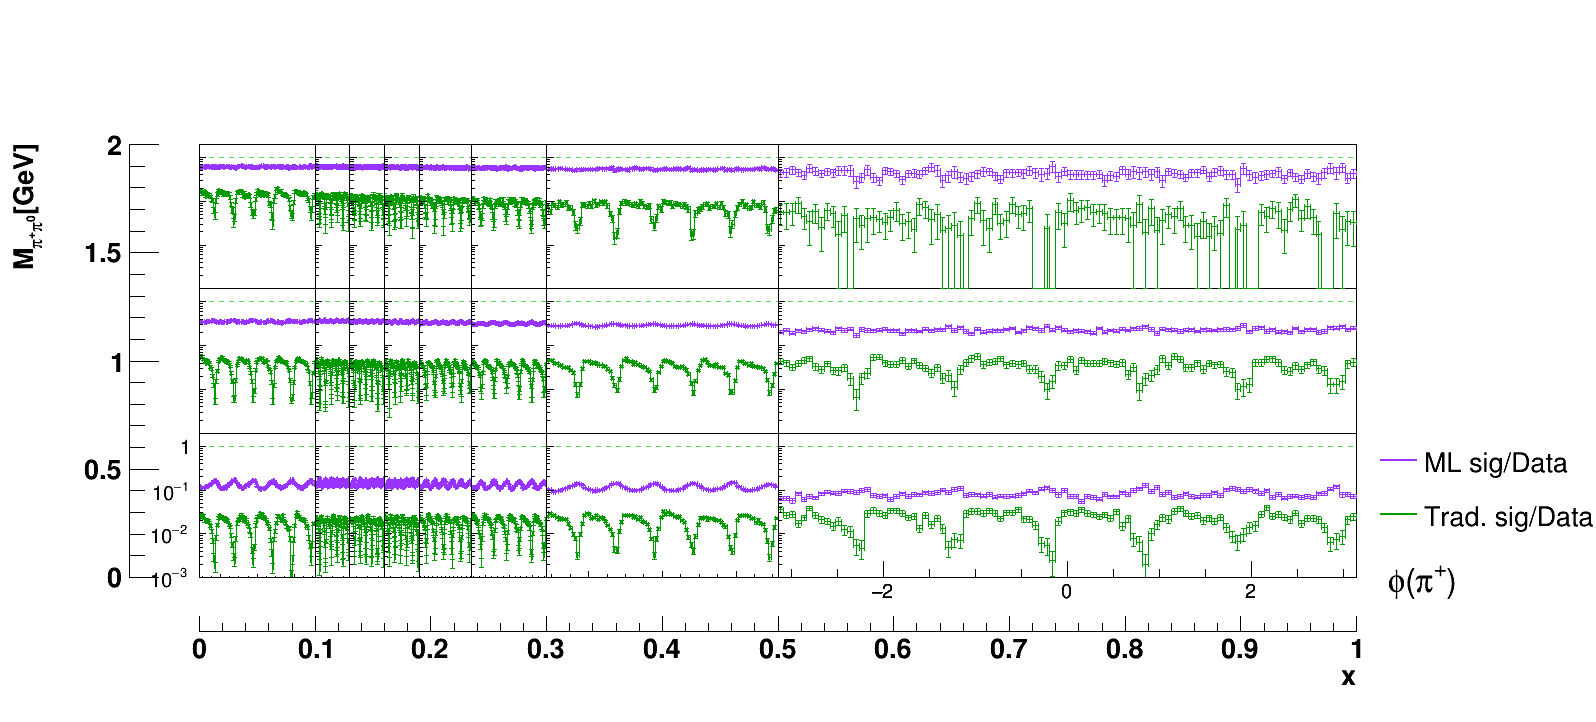 M_{π⁺π⁰}[GeV]
2
1.5
1
0.5
0
1
10⁻¹
10⁻²
10⁻³
−2 0 2
ϕ(π⁺)
0 0.1 0.2 0.3 0.4 0.5 0.6 0.7 0.8 0.9 1
x
ML sig/Data
Trad. sig/Data